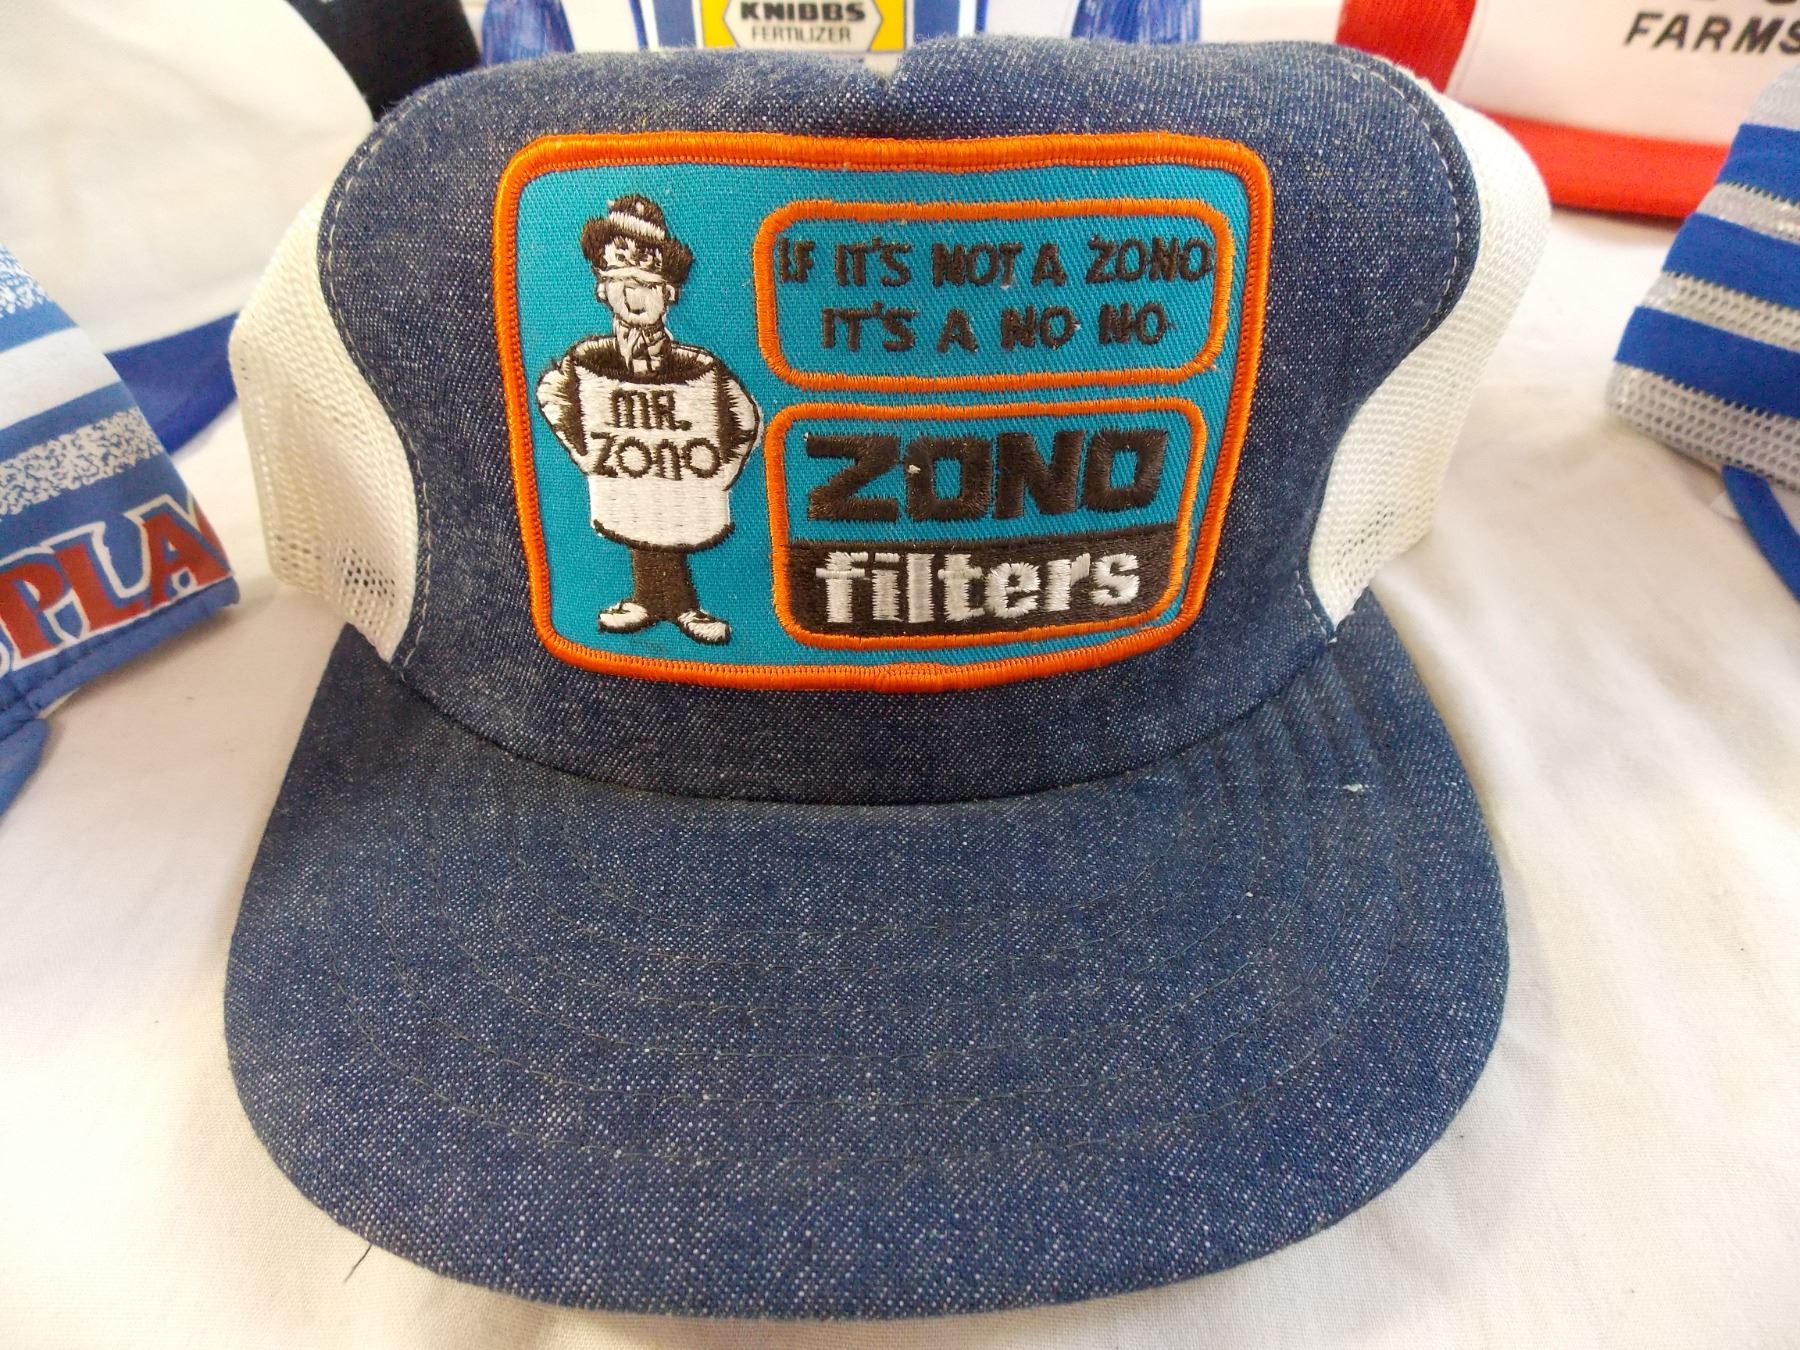 KNIBBS
FERTILIZER
FARMS
IF IT'S NOT A ZONO
IT'S A NO NO
MR.
ZONO
ZONO
filters